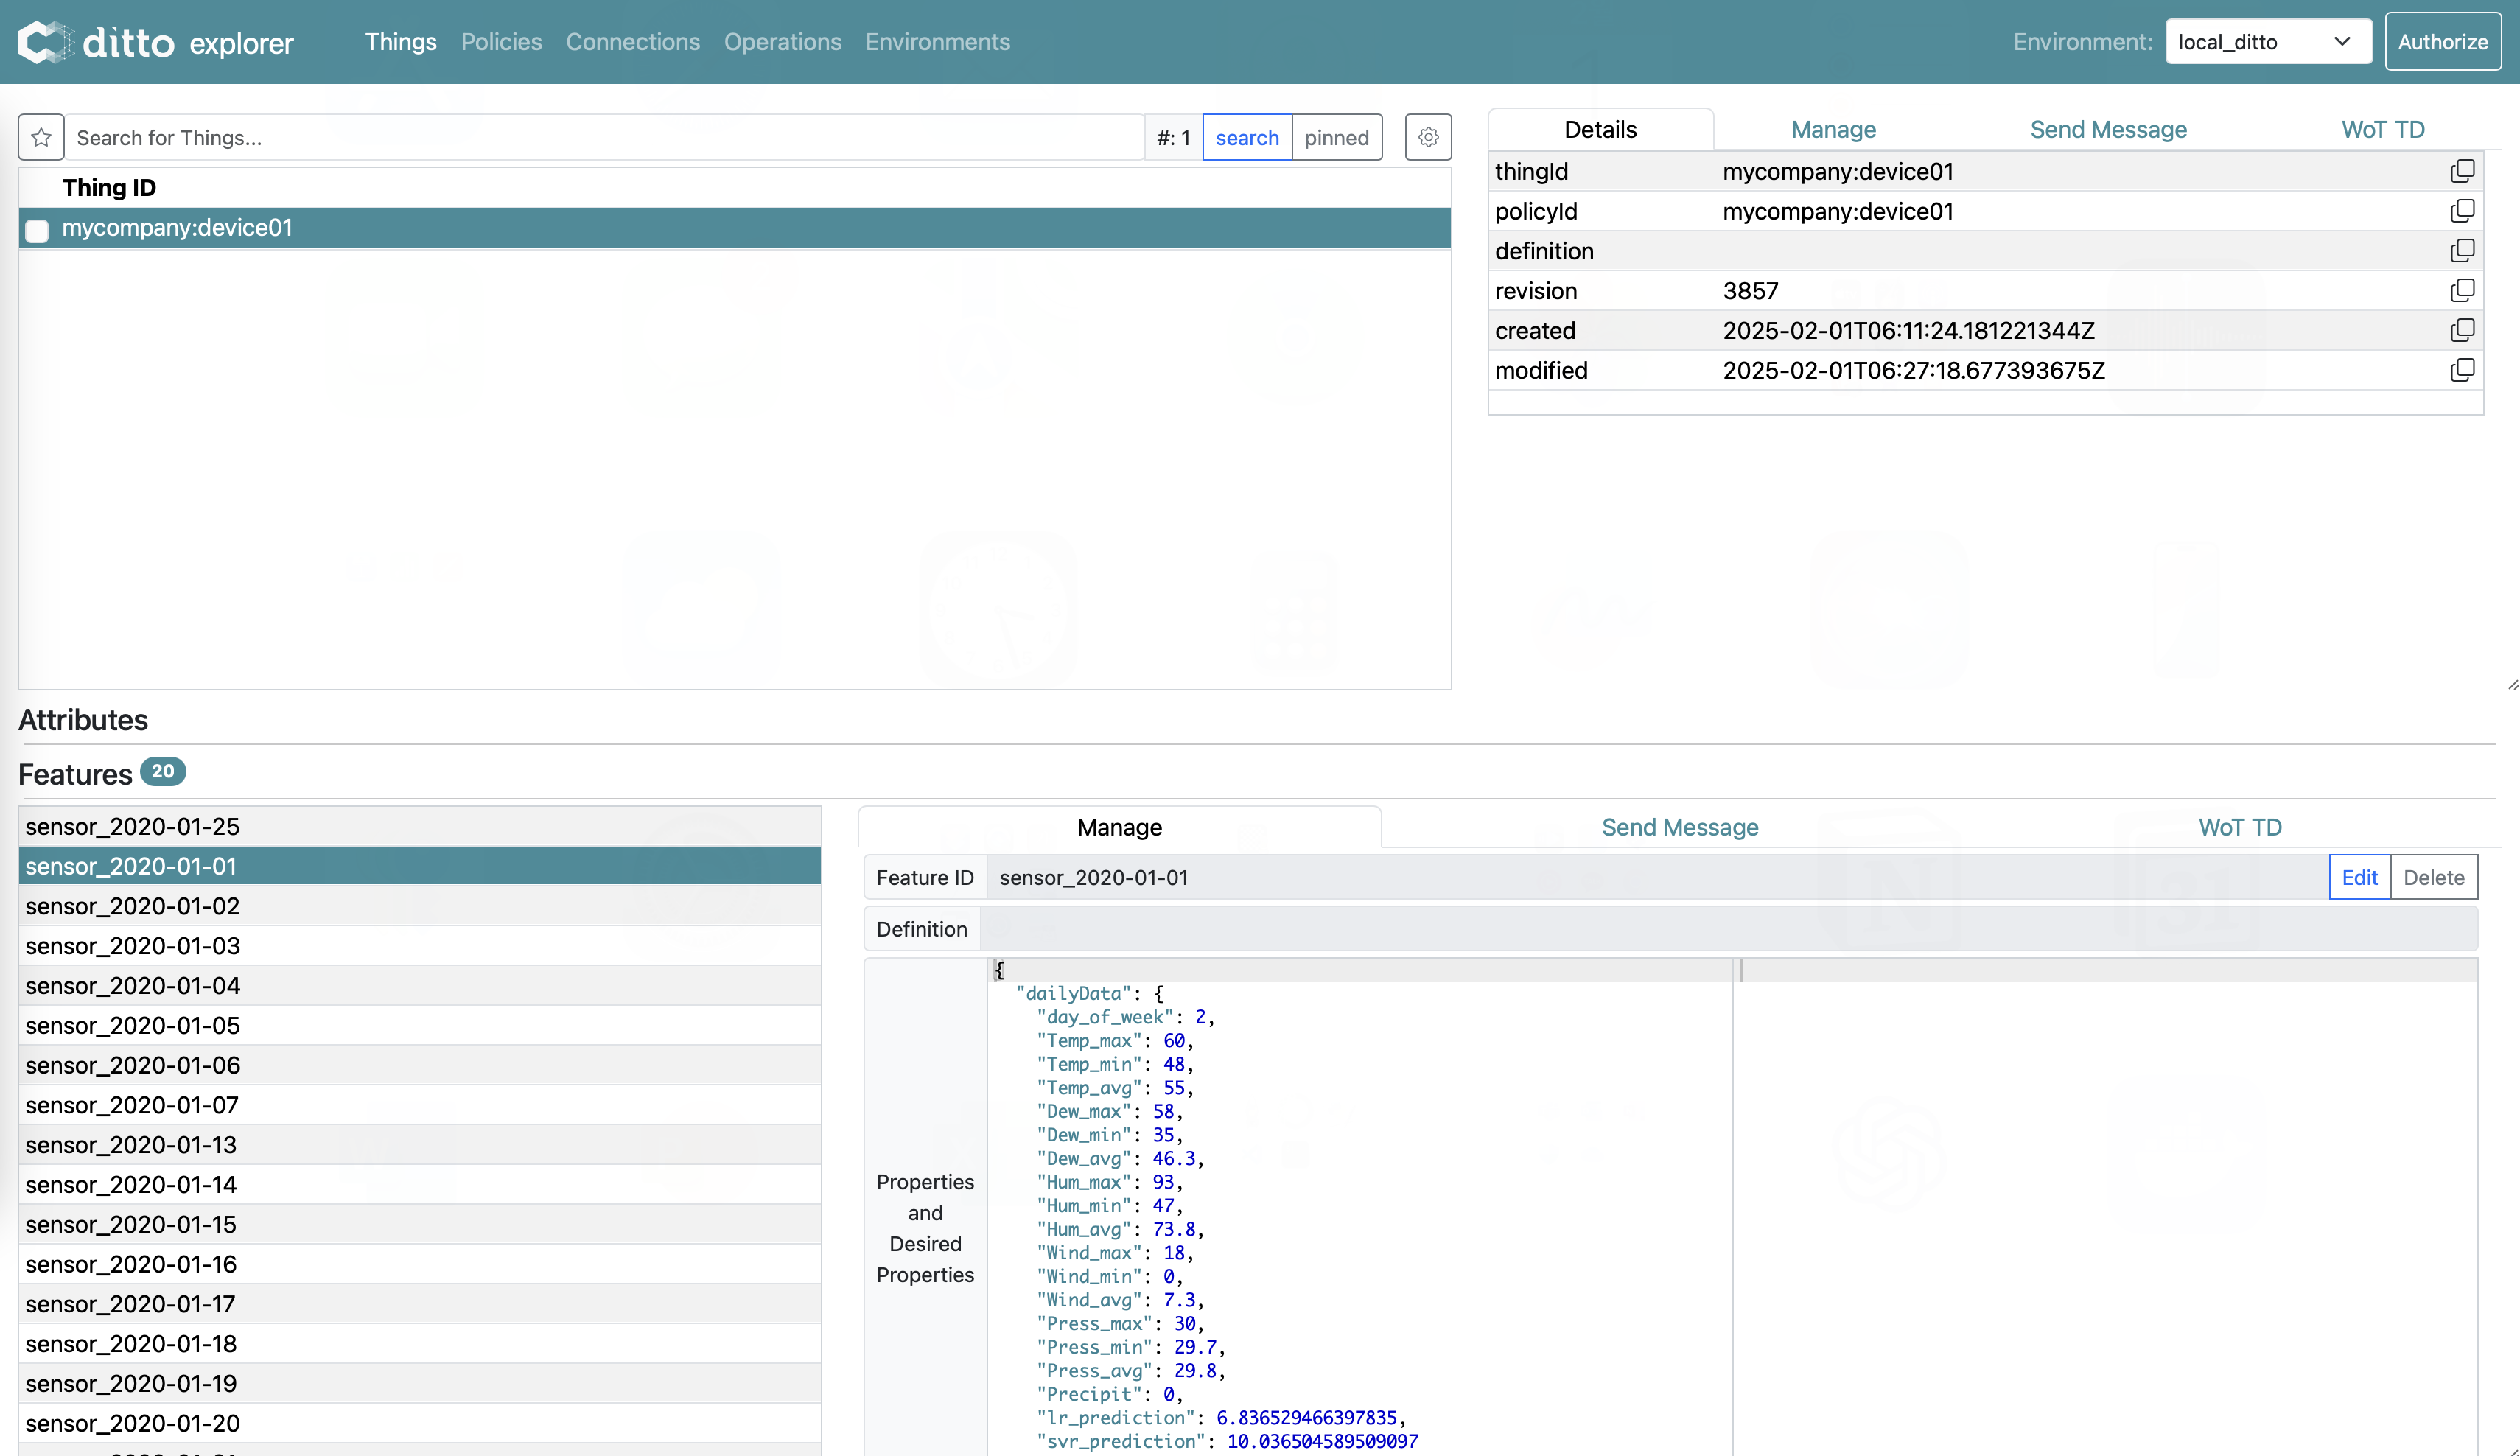 ditto explorer Things Policies Connections Operations Environments Environment: local_ditto Authorize
Search for Things... #: 1 search pinned
Thing ID
mycompany:device01
Details Manage Send Message WoT TD
thingId mycompany:device01
policyId mycompany:device01
definition
revision 3857
created 2025-02-01T06:11:24.181221344Z
modified 2025-02-01T06:27:18.677393675Z
Attributes
Features 20
sensor_2020-01-25
sensor_2020-01-01
sensor_2020-01-02
sensor_2020-01-03
sensor_2020-01-04
sensor_2020-01-05
sensor_2020-01-06
sensor_2020-01-07
sensor_2020-01-13
sensor_2020-01-14
sensor_2020-01-15
sensor_2020-01-16
sensor_2020-01-17
sensor_2020-01-18
sensor_2020-01-19
sensor_2020-01-20
Manage Send Message WoT TD
Feature ID sensor_2020-01-01 Edit Delete
Definition
Properties
and
Desired
Properties
{
"dailyData": {
"day_of_week": 2,
"Temp_max": 60,
"Temp_min": 48,
"Temp_avg": 55,
"Dew_max": 58,
"Dew_min": 35,
"Dew_avg": 46.3,
"Hum_max": 93,
"Hum_min": 47,
"Hum_avg": 73.8,
"Wind_max": 18,
"Wind_min": 0,
"Wind_avg": 7.3,
"Press_max": 30,
"Press_min": 29.7,
"Press_avg": 29.8,
"Precipit": 0,
"lr_prediction": 6.836529466397835,
"svr_prediction": 10.036504589509097